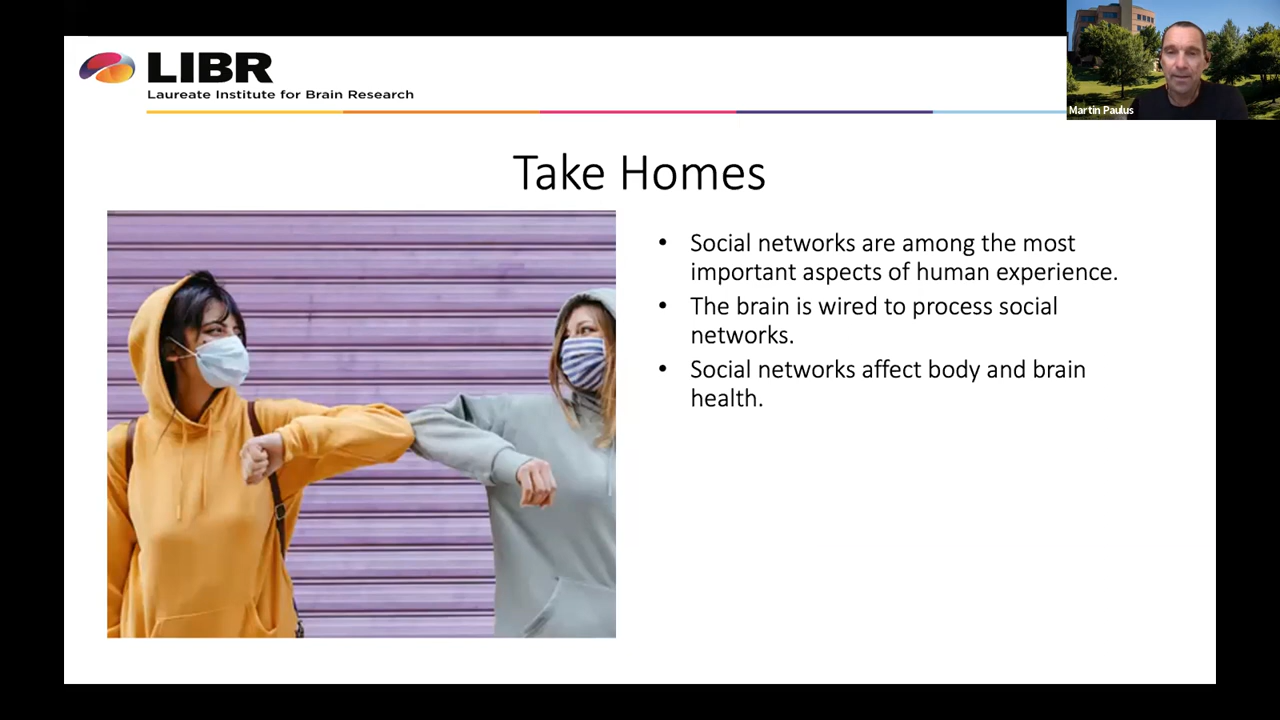 LIBR
Laureate Institute for Brain Research
Martin Paulus
Take Homes
• Social networks are among the most
important aspects of human experience.
• The brain is wired to process social
networks.
• Social networks affect body and brain
health.